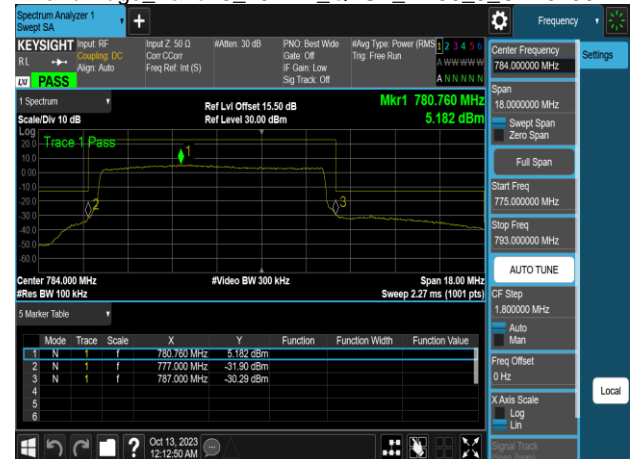 Spectrum Analyzer 1
Swept SA
Frequency
KEYSIGHT
RL
PASS
Input: RF
Coupling: DC
Align: Auto
Input Z: 50 Ω
Corr CCorr
Freq Ref: Int (S)
#Atten: 30 dB
PNO: Best Wide
Gate: Off
IF Gain: Low
Sig Track: Off
#Avg Type: Power (RMS
Trig: Free Run
1 2 3 4 5 6
A W W W W W
A N N N N N
1 Spectrum
Scale/Div 10 dB
Log
Ref Lvl Offset 15.50 dB
Ref Level 30.00 dBm
Mkr1 780.760 MHz
5.182 dBm
Trace 1 Pass
20.0
10.0
0.00
-10.0
-20.0
-30.0
-40.0
-50.0
-60.0
1
2
3
Center 784.000 MHz
#Res BW 100 kHz
#Video BW 300 kHz
Span 18.00 MHz
Sweep 2.27 ms (1001 pts)
5 Marker Table
Mode Trace Scale X Y Function Function Width Function Value
1 N 1 f 780.760 MHz 5.182 dBm
2 N 1 f 777.000 MHz -31.90 dBm
3 N 1 f 787.000 MHz -30.29 dBm
4
5
6
Oct 13, 2023
12:12:50 AM
Center Frequency
784.000000 MHz
Settings
Span
18.0000000 MHz
Swept Span
Zero Span
Full Span
Start Freq
775.000000 MHz
Stop Freq
793.000000 MHz
AUTO TUNE
CF Step
1.800000 MHz
Auto
Man
Freq Offset
0 Hz
X Axis Scale
Log
Lin
Local
Signal Track
(Span Zoom)